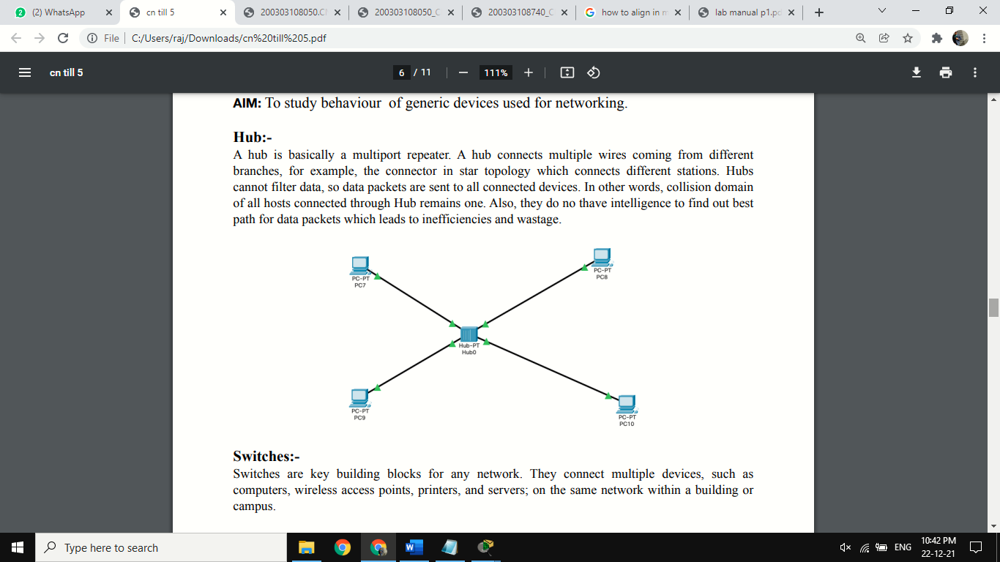 (2) WhatsApp
cn till 5
200303108050.C
200303108050_C
200303108740_C
how to align in m
lab manual p1.pd
File
C:/Users/raj/Downloads/cn%20till%205.pdf
cn till 5
6 / 11
111%
AIM: To study behaviour of generic devices used for networking.
Hub:-
A hub is basically a multiport repeater. A hub connects multiple wires coming from different
branches, for example, the connector in star topology which connects different stations. Hubs
cannot filter data, so data packets are sent to all connected devices. In other words, collision domain
of all hosts connected through Hub remains one. Also, they do no thave intelligence to find out best
path for data packets which leads to inefficiencies and wastage.
PC-PT
PC7
PC-PT
PC8
Hub-PT
Hub0
PC-PT
PC9
PC-PT
PC10
Switches:-
Switches are key building blocks for any network. They connect multiple devices, such as
computers, wireless access points, printers, and servers; on the same network within a building or
campus.
Type here to search
ENG
10:42 PM
22-12-21